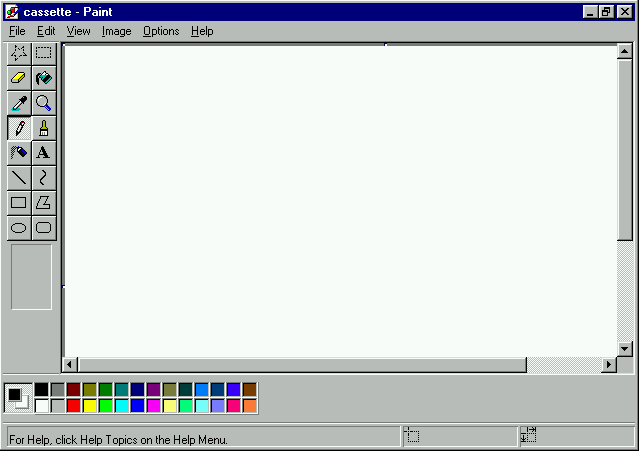 cassette - Paint
File Edit View Image Options Help
A
For Help, click Help Topics on the Help Menu.